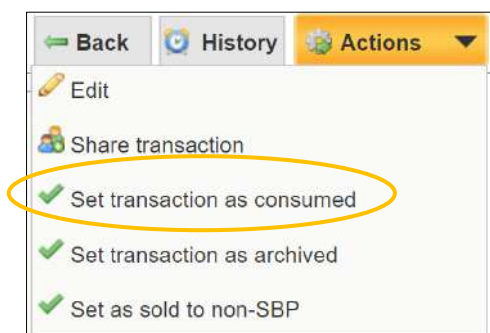 Back History Actions
Edit
Share transaction
Set transaction as consumed
Set transaction as archived
Set as sold to non-SBP